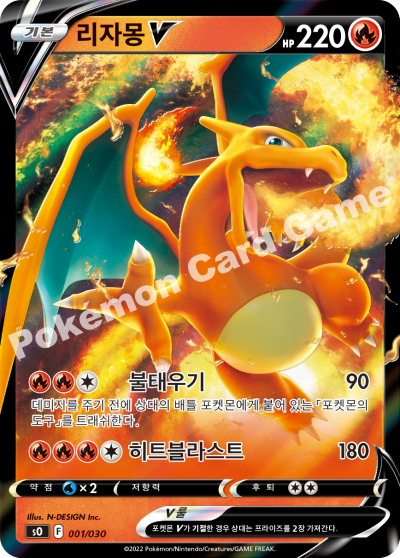 기본 리자몽 V HP 220
Pokémon Card Game
불태우기 90
데미지를 주기 전에 상대의 배틀 포켓몬에게 붙어 있는 「포켓몬의
도구」를 트래쉬한다.
히트블라스트 180
약점 ×2 저항력 후퇴
Illus. N-DESIGN Inc.
V룰
s0 F 001/030
포켓몬 V가 기절한 경우 상대는 프라이즈를 2장 가져간다.
©2022 Pokémon/Nintendo/Creatures/GAME FREAK.